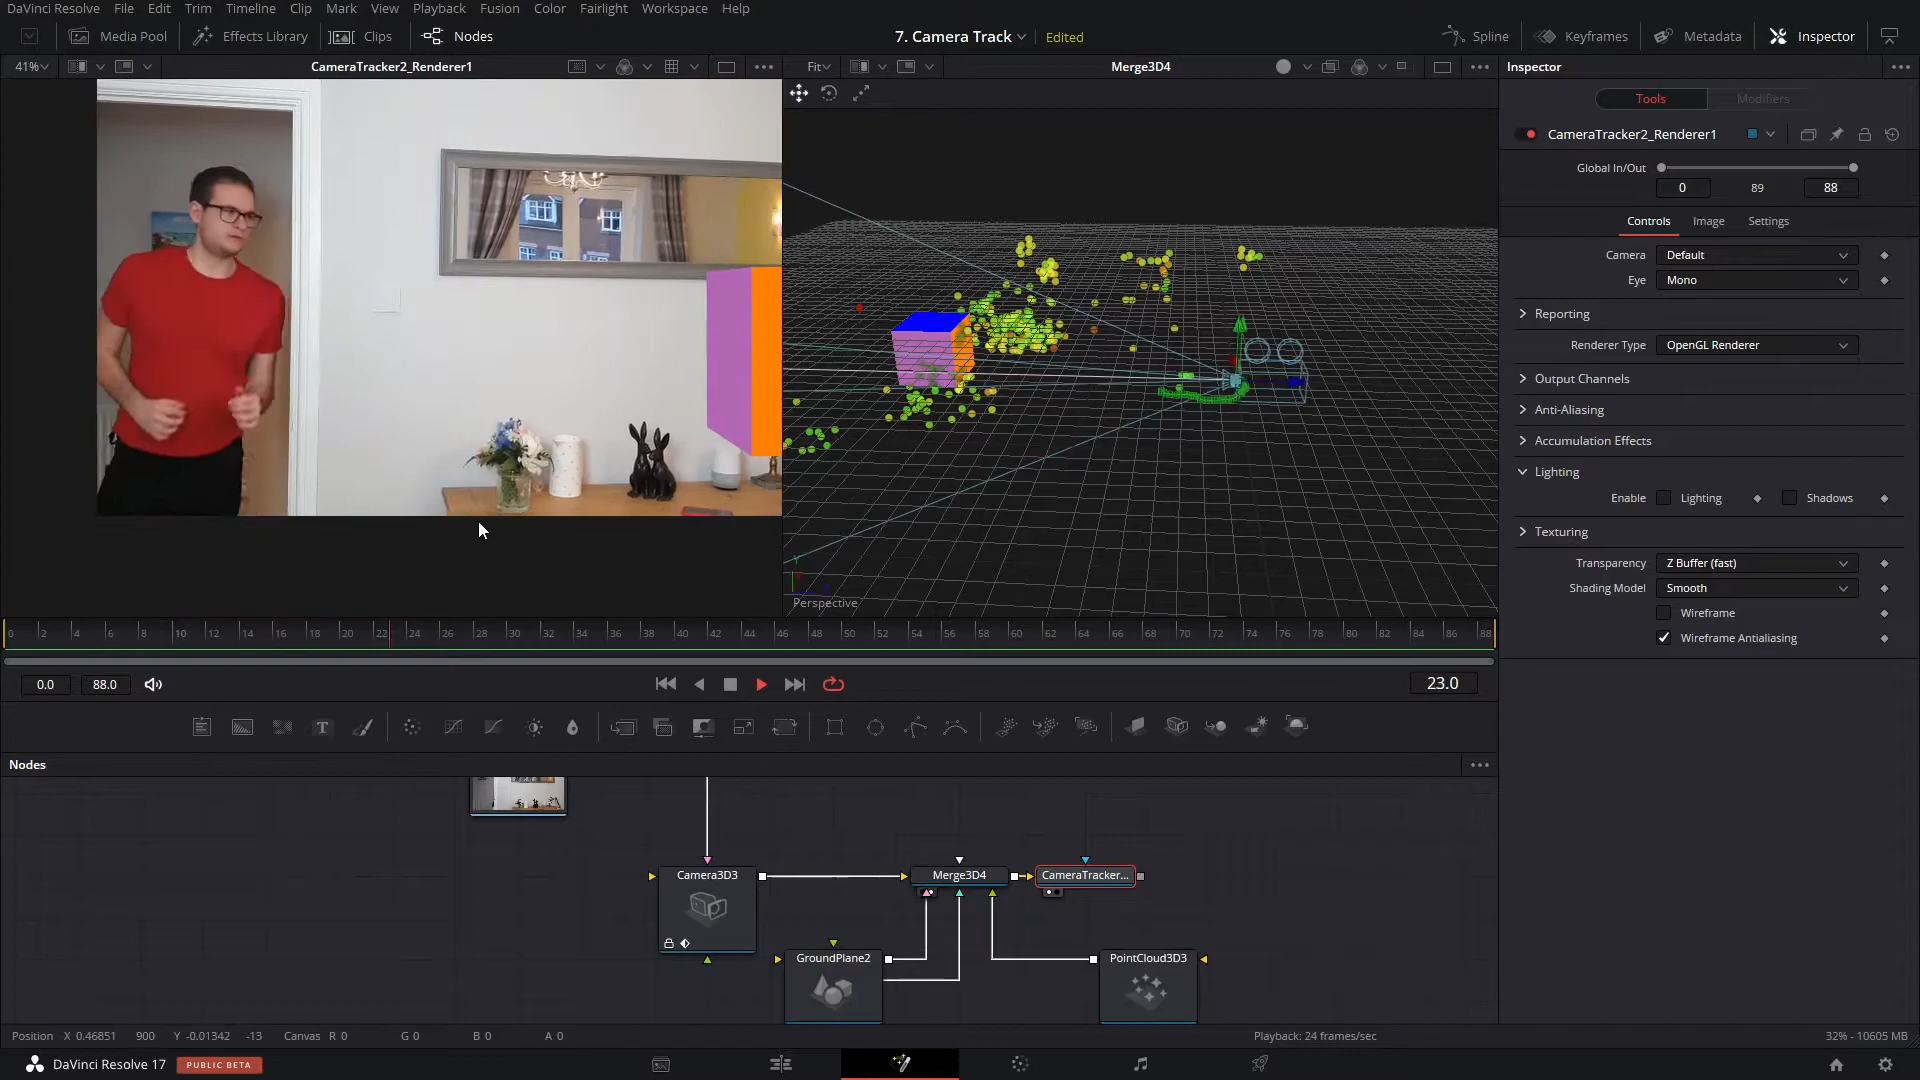 DaVinci Resolve File Edit Trim Timeline Clip Mark View Playback Fusion Color Fairlight Workspace Help
Media Pool Effects Library Clips Nodes 7. Camera Track Edited Spline Keyframes Metadata Inspector
41% CameraTracker2_Renderer1 Fit Merge3D4 Inspector
Tools Modifiers
CameraTracker2_Renderer1
Global In/Out
0 89 88
Controls Image Settings
Camera Default
Eye Mono
Reporting
Renderer Type OpenGL Renderer
Output Channels
Anti-Aliasing
Accumulation Effects
Lighting
Enable Lighting Shadows
Texturing
Transparency Z Buffer (fast)
Shading Model Smooth
Wireframe
Wireframe Antialiasing
Y
Perspective
0 2 4 6 8 10 12 14 16 18 20 22 24 26 28 30 32 34 36 38 40 42 44 46 48 50 52 54 56 58 60 62 64 66 68 70 72 74 76 78 80 82 84 86 88
0.0 88.0 23.0
T
Nodes
Camera3D3 Merge3D4 CameraTracker...
GroundPlane2 PointCloud3D3
Position X 0.46851 900 Y -0.01342 -13 Canvas R 0 G 0 B 0 A 0 Playback: 24 frames/sec 32% - 10605 MB
DaVinci Resolve 17 PUBLIC BETA